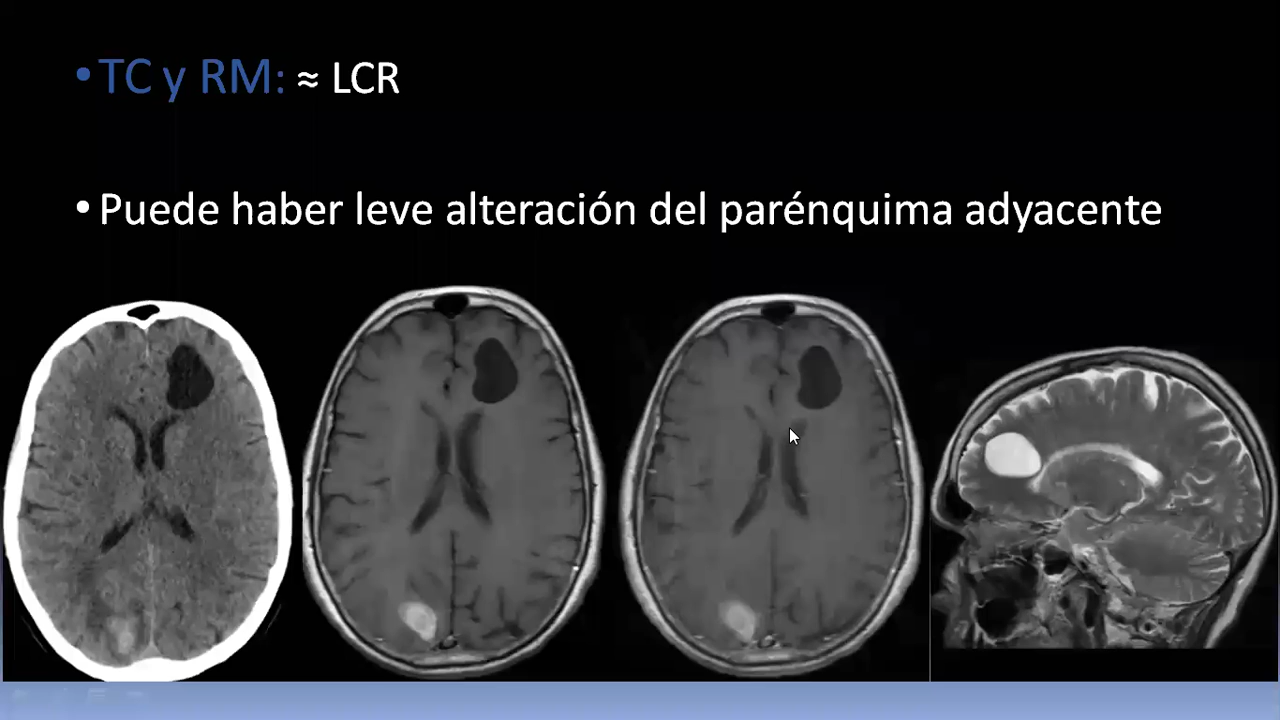 • TC y RM: ≈ LCR
• Puede haber leve alteración del parénquima adyacente